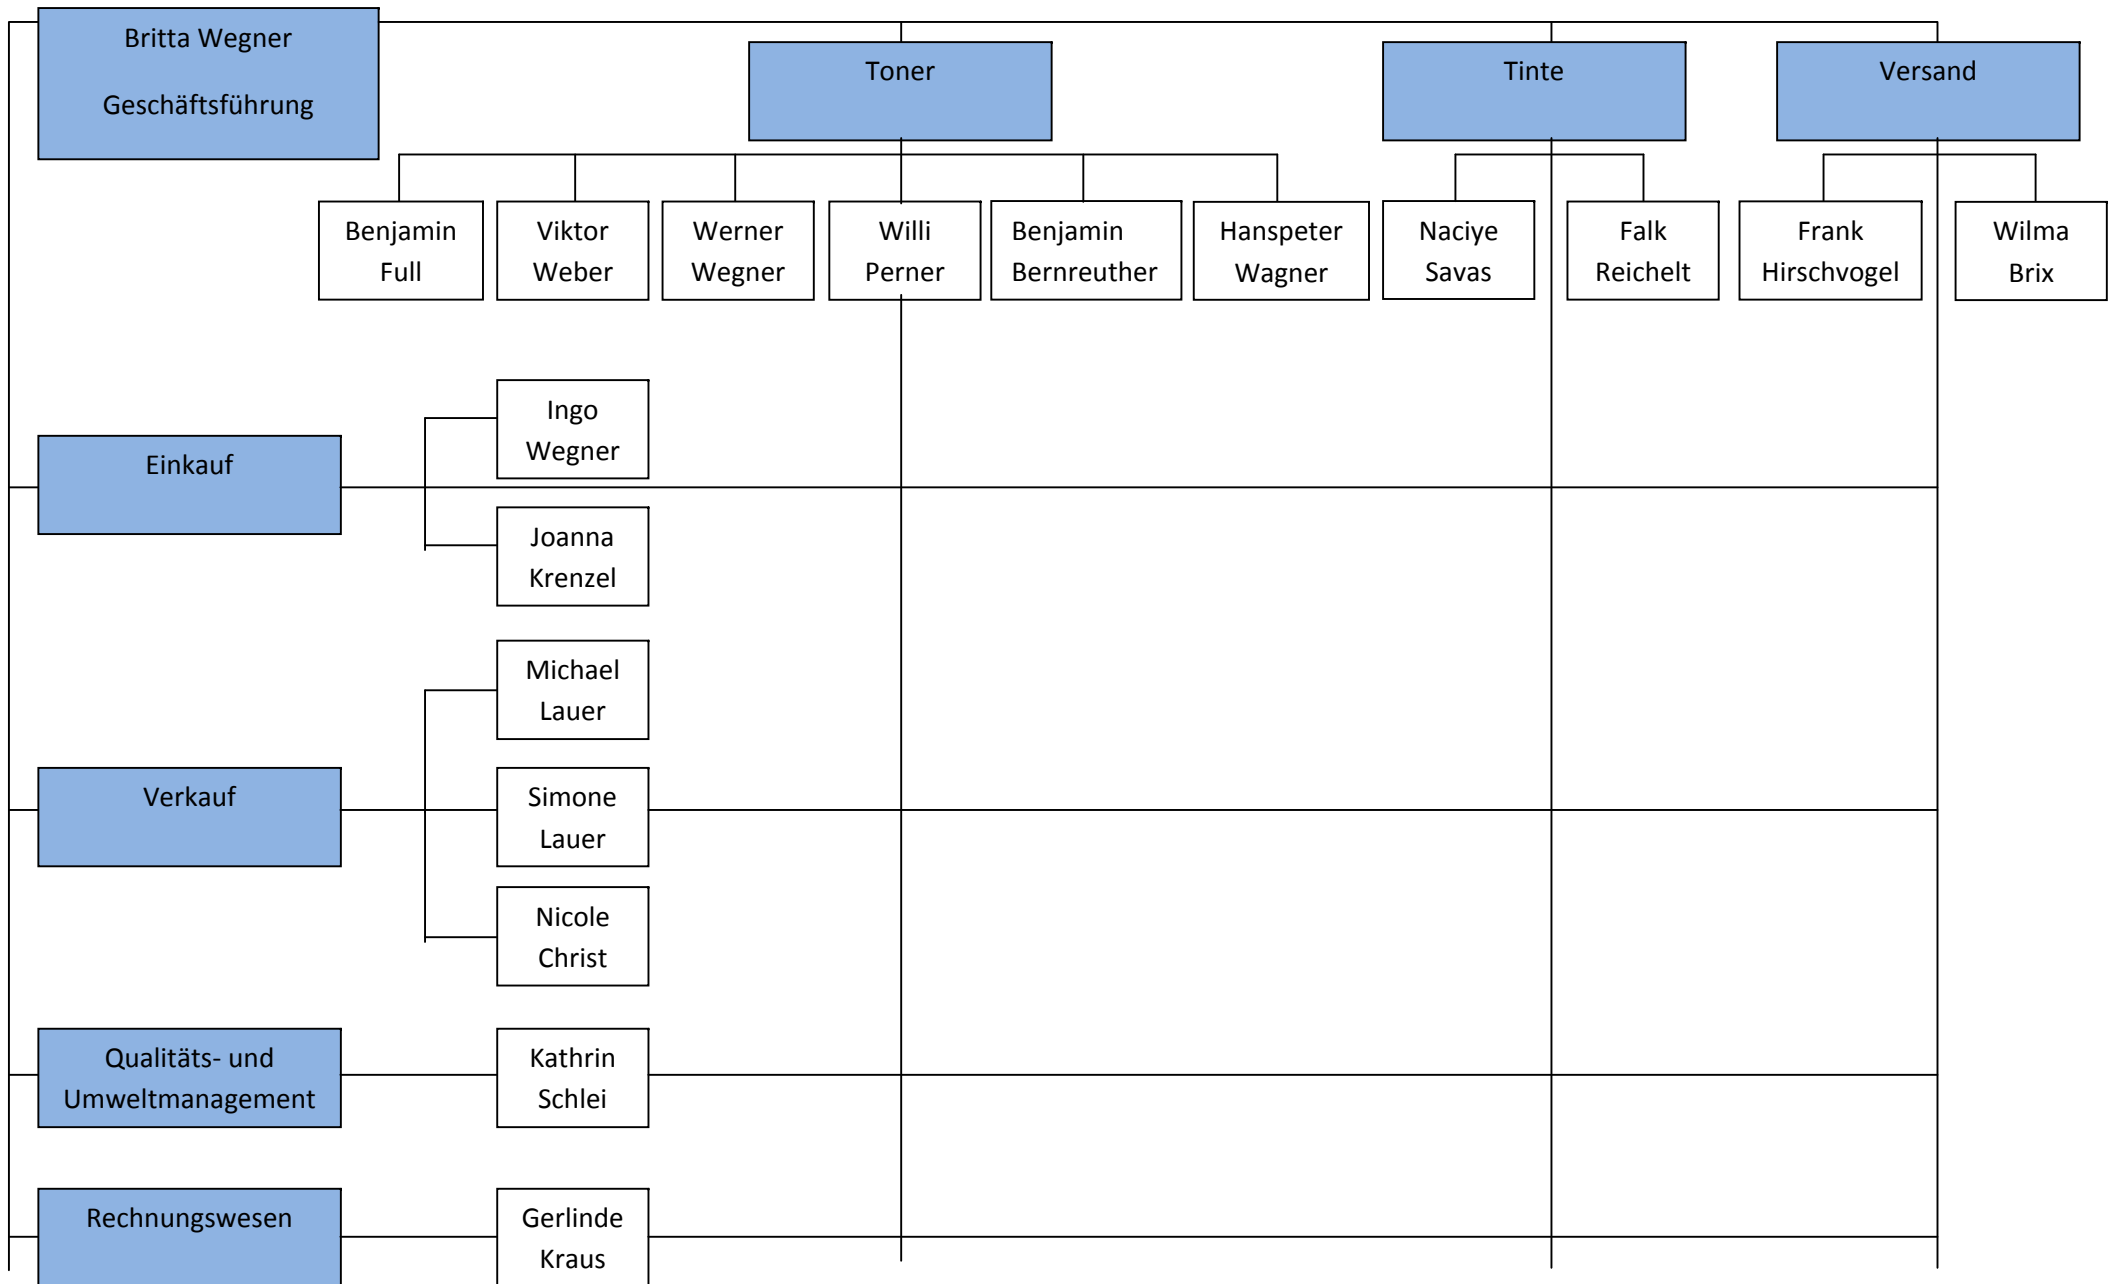 Britta Wegner
Geschäftsführung
Toner
Tinte
Versand
Benjamin
Full
Viktor
Weber
Werner
Wegner
Willi
Perner
Benjamin
Bernreuther
Hanspeter
Wagner
Naciye
Savas
Falk
Reichelt
Frank
Hirschvogel
Wilma
Brix
Einkauf
Ingo
Wegner
Joanna
Krenzel
Verkauf
Michael
Lauer
Simone
Lauer
Nicole
Christ
Qualitäts- und
Umweltmanagement
Kathrin
Schlei
Rechnungswesen
Gerlinde
Kraus